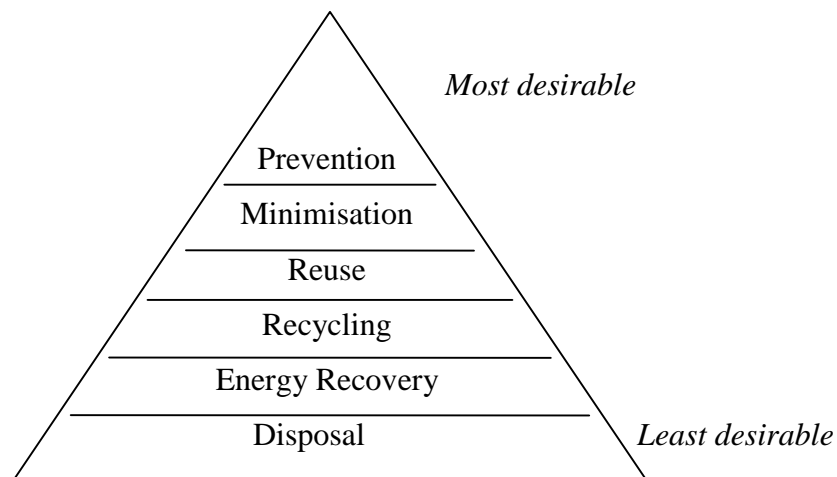 Most desirable
Prevention
Minimisation
Reuse
Recycling
Energy Recovery
Disposal
Least desirable